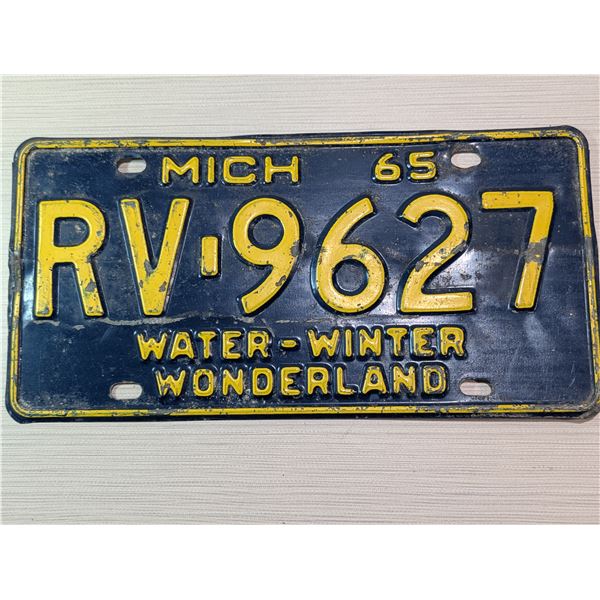 MICH 65
RV-9627
WATER-WINTER
WONDERLAND